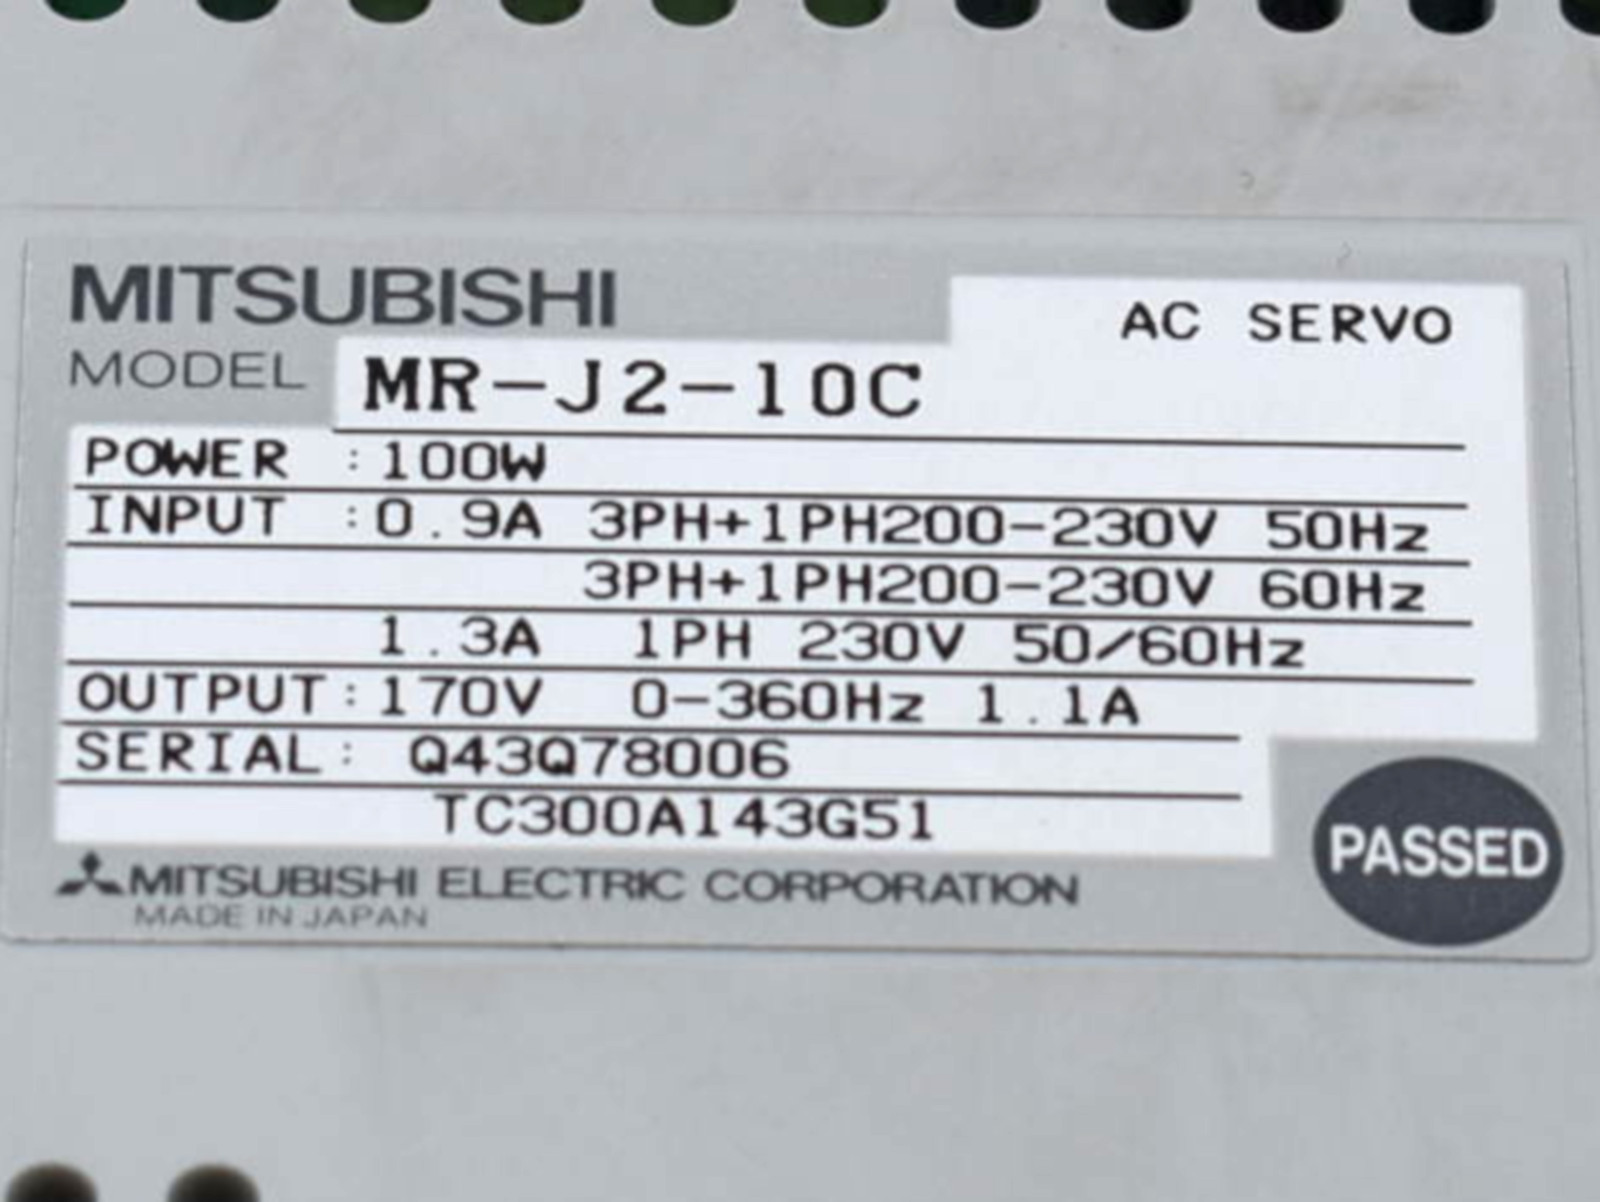 MITSUBISHI
AC SERVO
MODEL MR-J2-10C
POWER : 100W
INPUT : 0.9A 3PH+1PH200-230V 50Hz
3PH+1PH200-230V 60Hz
1.3A 1PH 230V 50/60Hz
OUTPUT: 170V 0-360Hz 1.1A
SERIAL: Q43Q78006
TC300A143G51
MITSUBISHI ELECTRIC CORPORATION
MADE IN JAPAN
PASSED